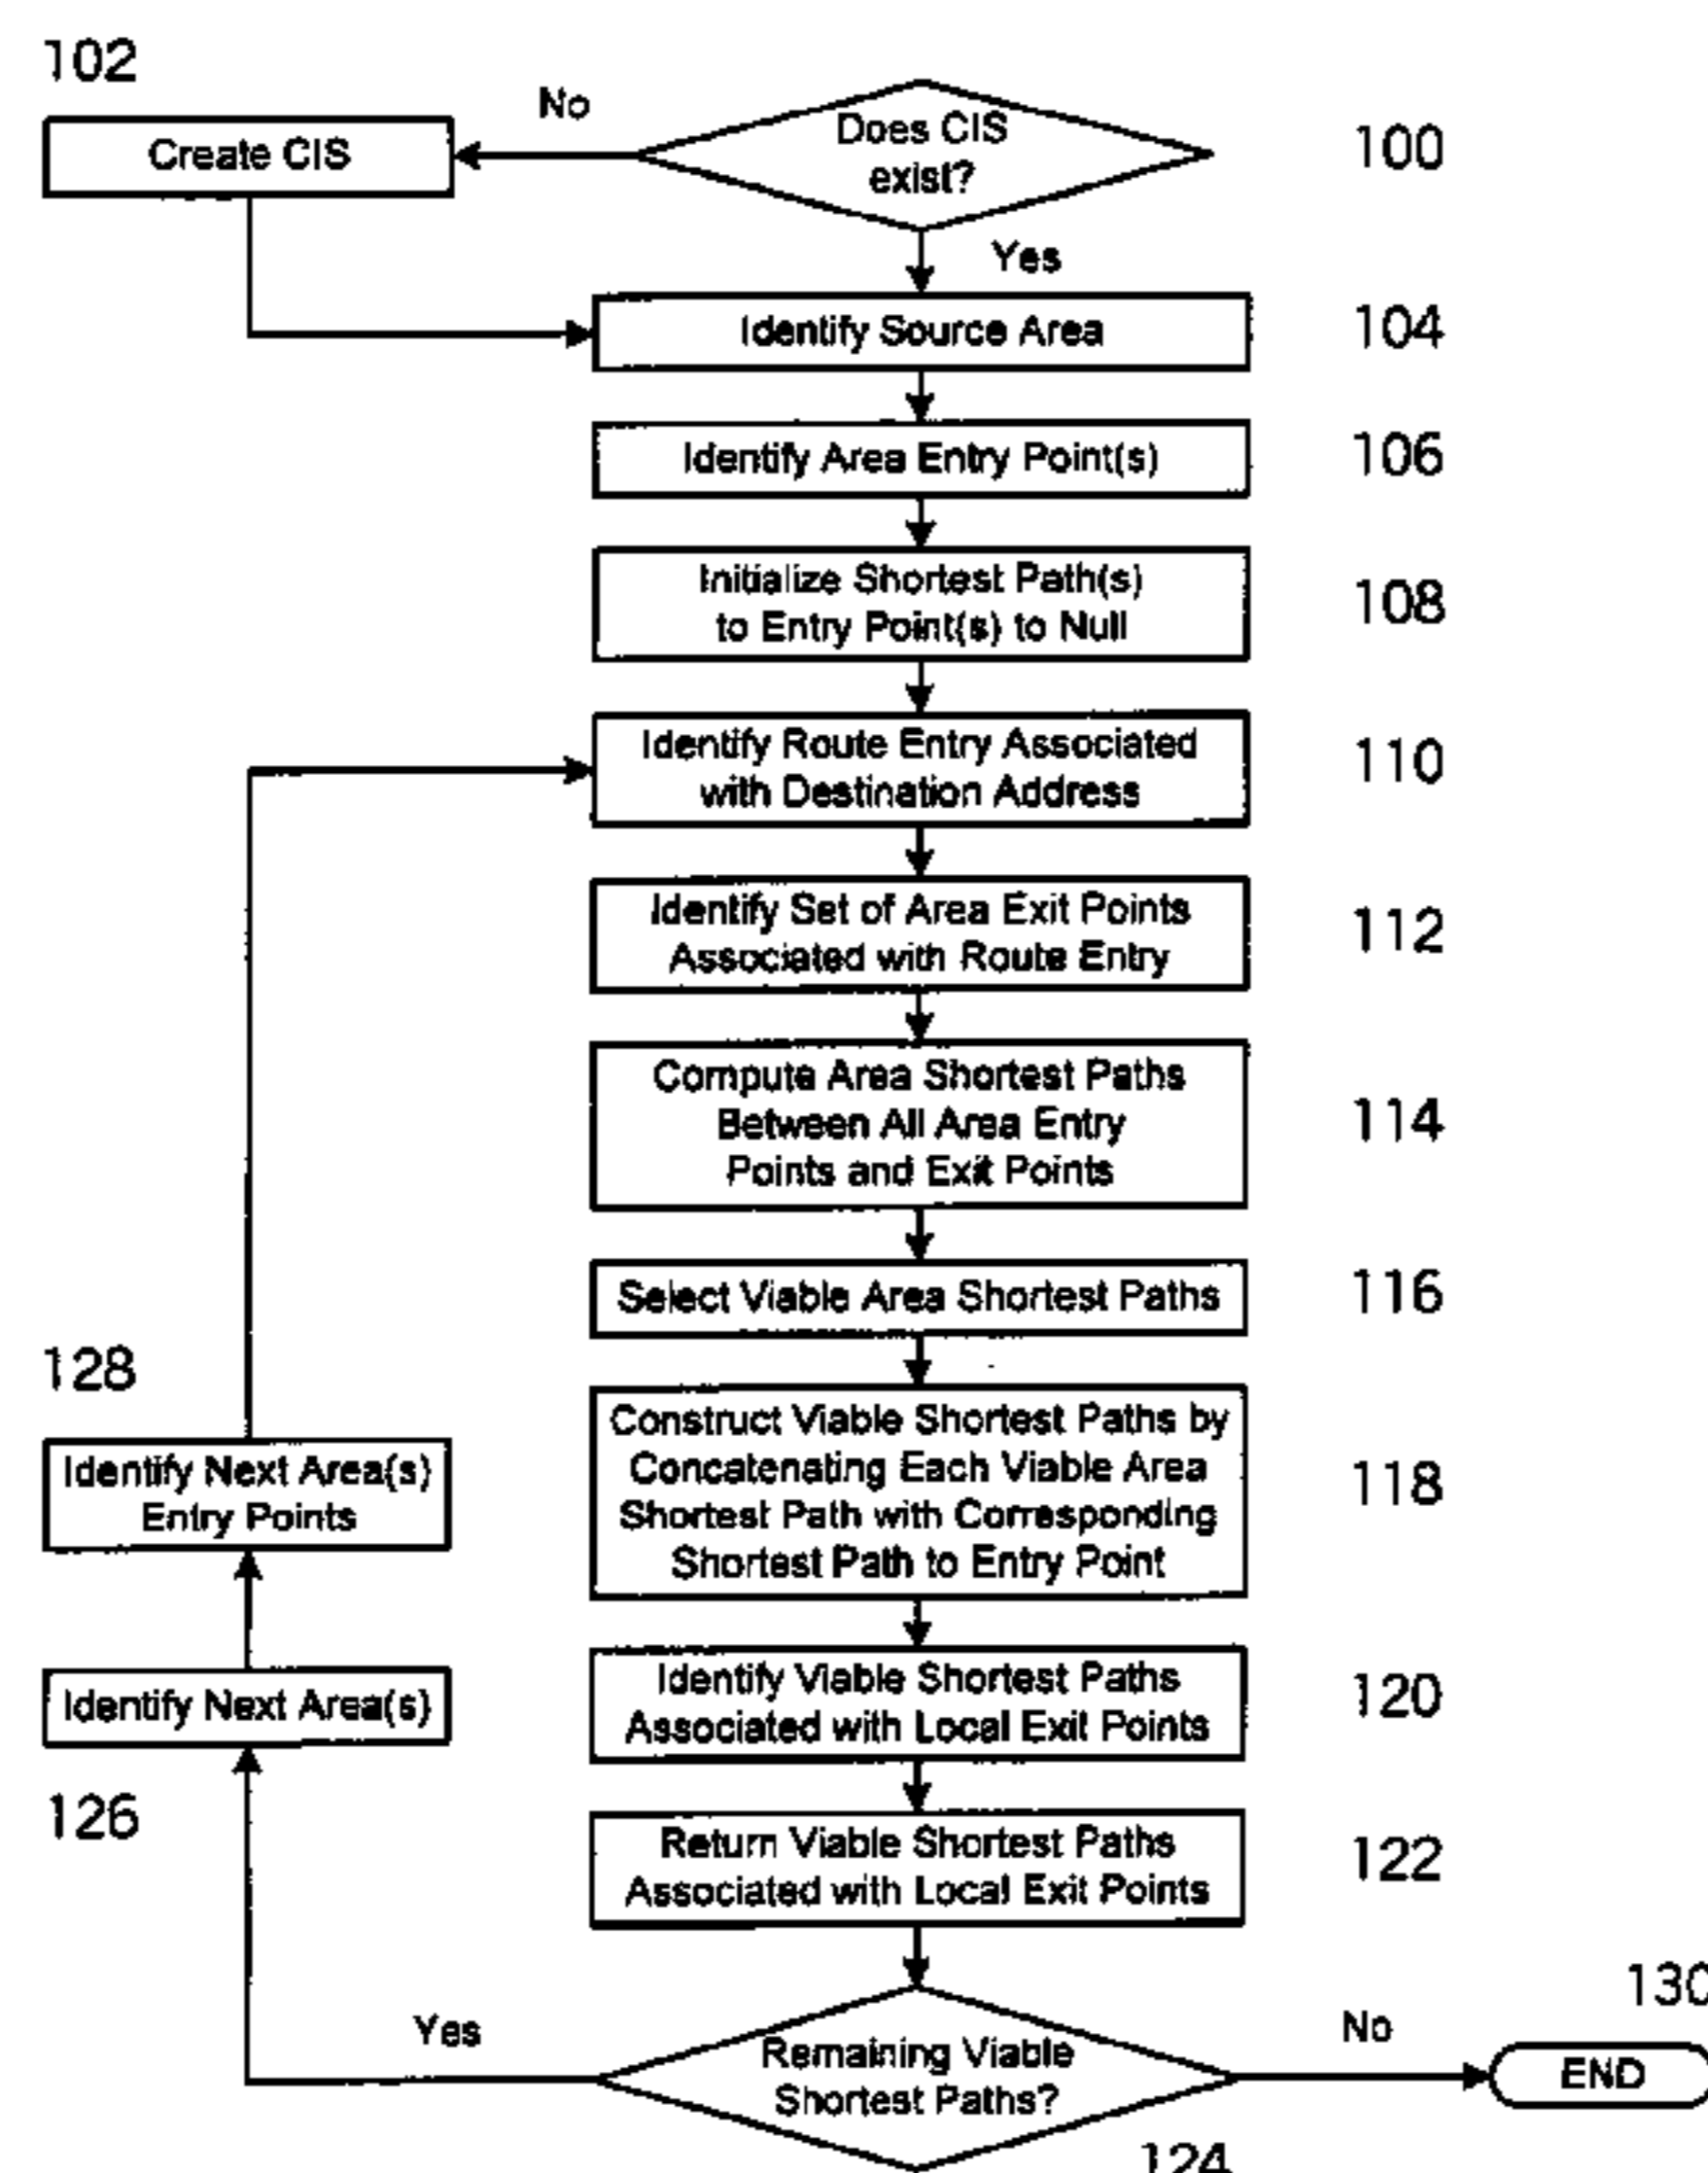 102
No
Does CIS
exist?
100
Create CIS
Yes
Identify Source Area
104
Identify Area Entry Point(s)
106
Initialize Shortest Path(s)
to Entry Point(s) to Null
108
Identify Route Entry Associated
with Destination Address
110
Identify Set of Area Exit Points
Associated with Route Entry
112
Compute Area Shortest Paths
Between All Area Entry
Points and Exit Points
114
Select Viable Area Shortest Paths
116
128
Identify Next Area(s)
Entry Points
Construct Viable Shortest Paths by
Concatenating Each Viable Area
Shortest Path with Corresponding
Shortest Path to Entry Point
118
Identify Next Area(s)
126
Identify Viable Shortest Paths
Associated with Local Exit Points
120
Return Viable Shortest Paths
Associated with Local Exit Points
122
Yes
Remaining Viable
Shortest Paths?
124
No
130
END